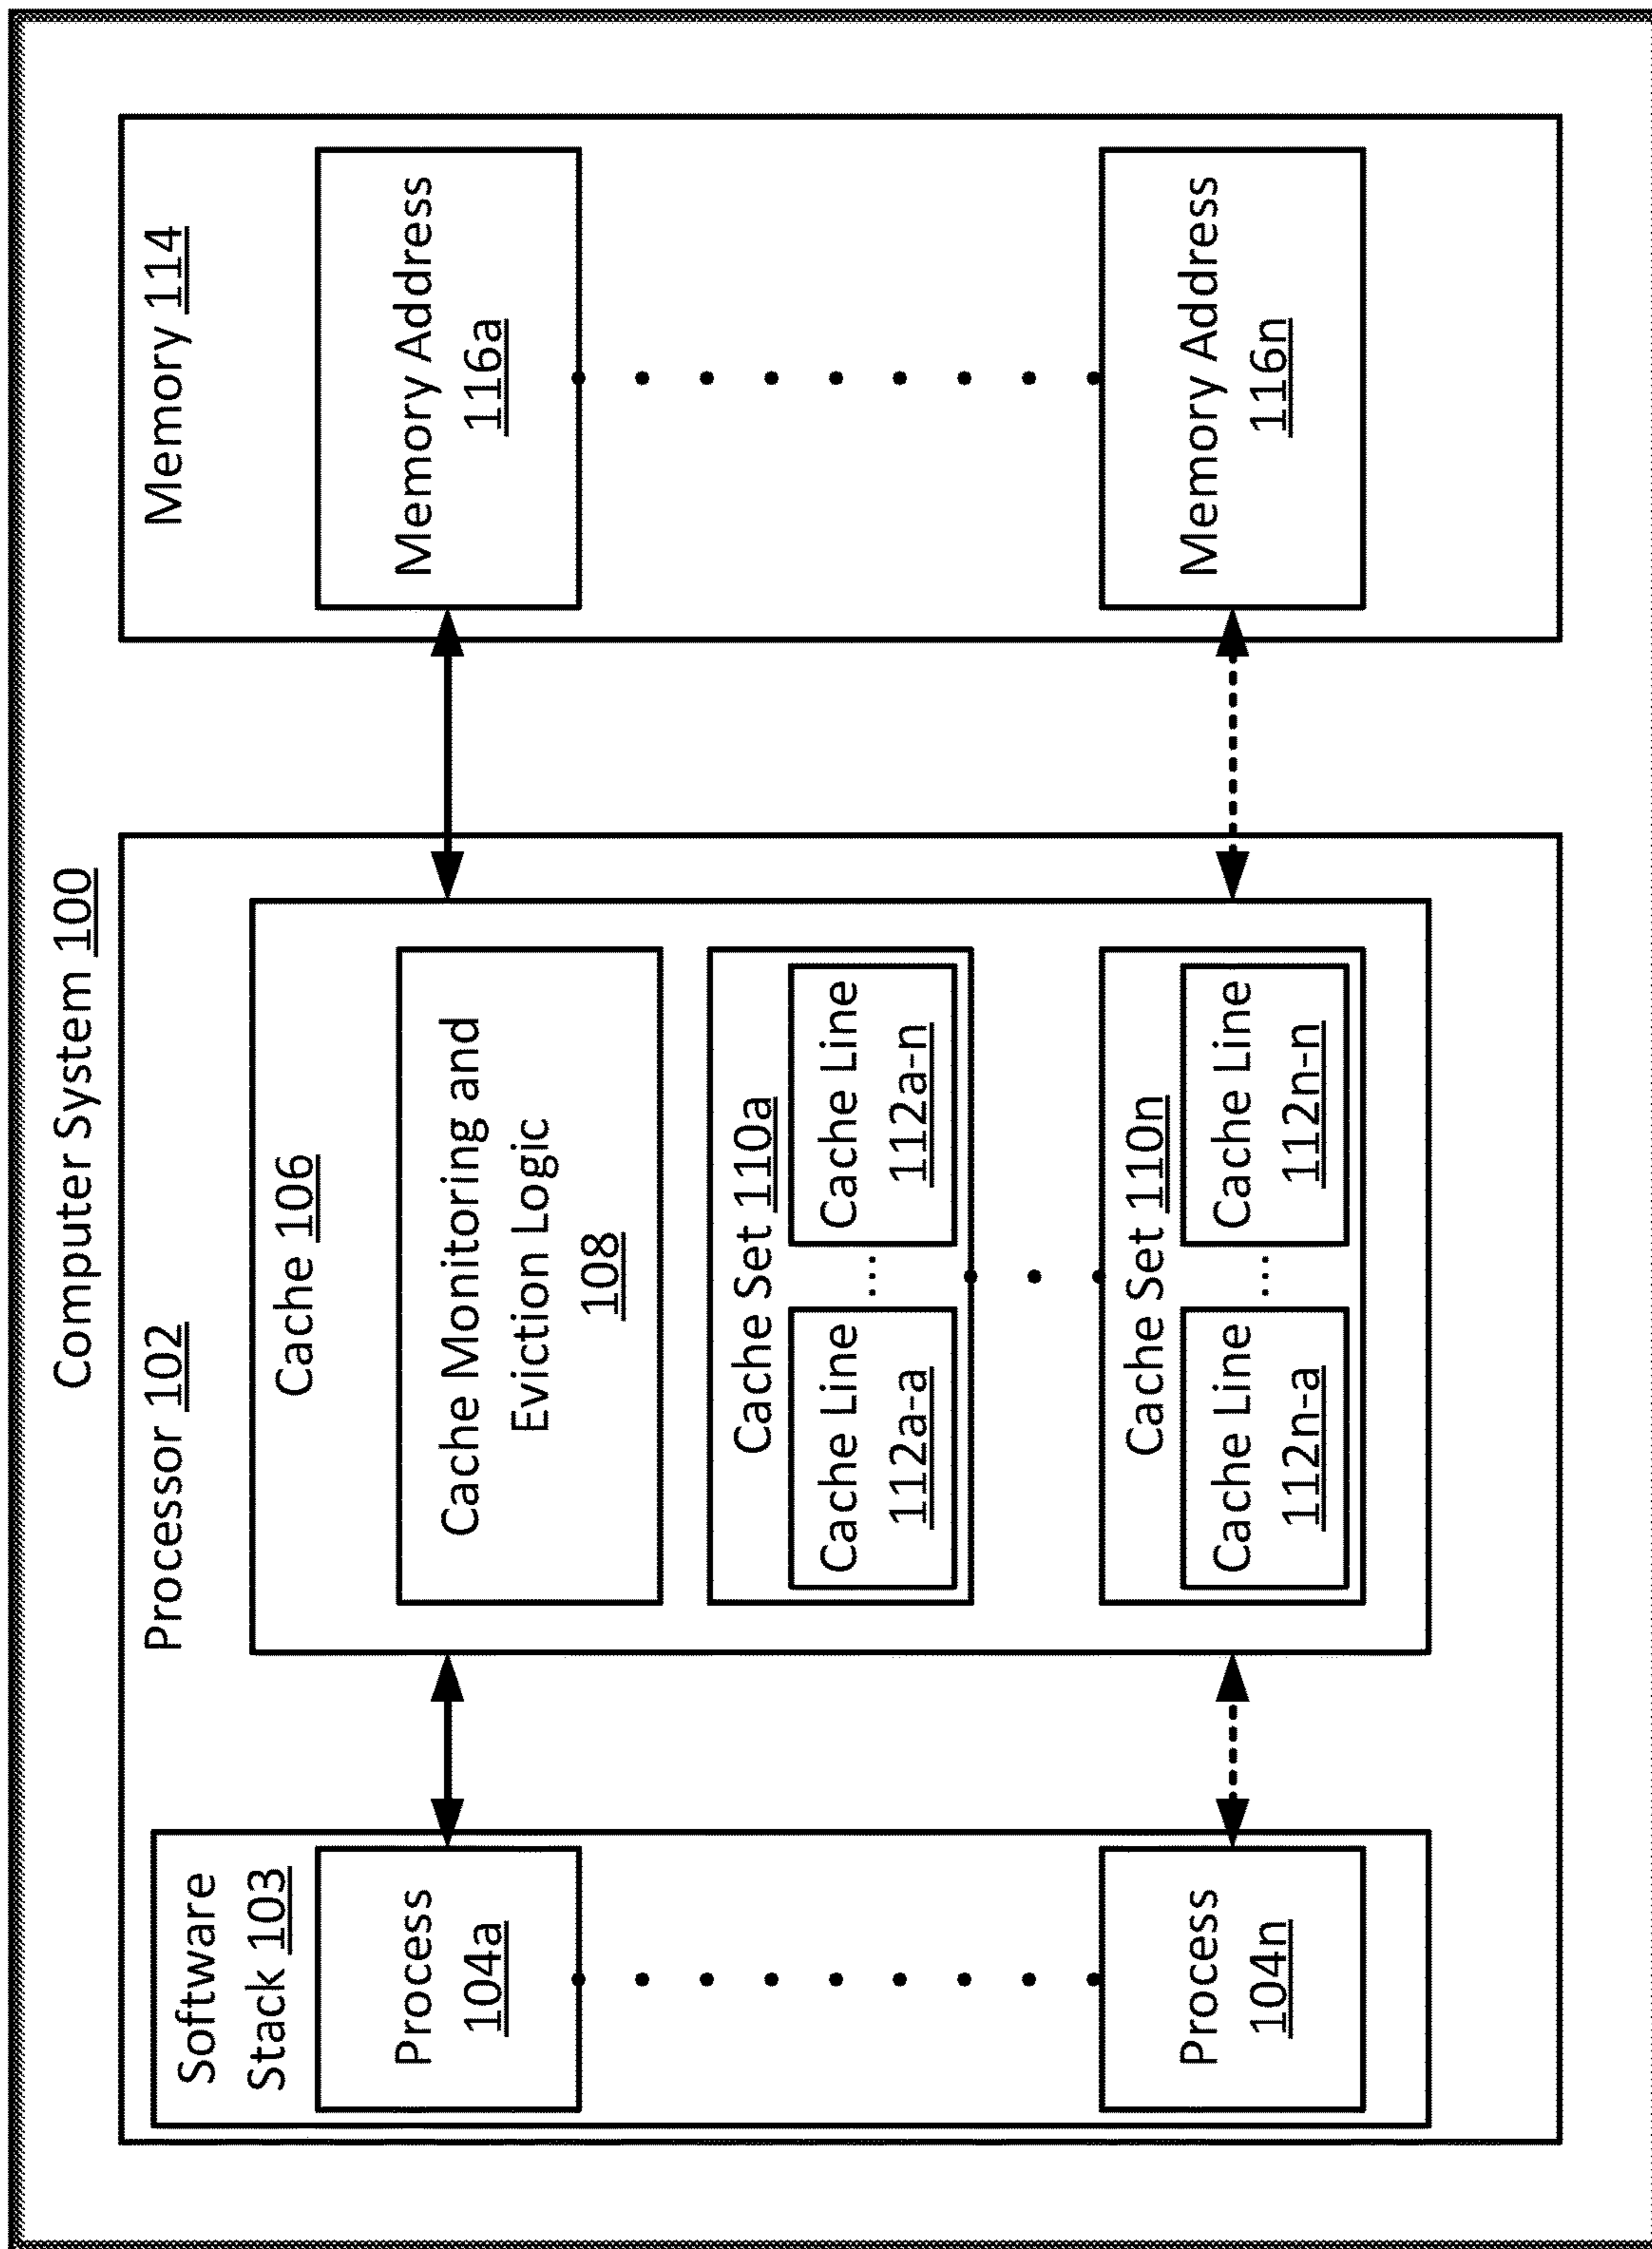 Computer System 100
Processor 102
Software
Stack 103
Process
104a
Process
104n
Cache 106
Cache Monitoring and
Eviction Logic
108
Cache Set 110a
Cache Line
112a-a
...
Cache Line
112a-n
Cache Set 110n
Cache Line
112n-a
...
Cache Line
112n-n
Memory 114
Memory Address
116a
Memory Address
116n